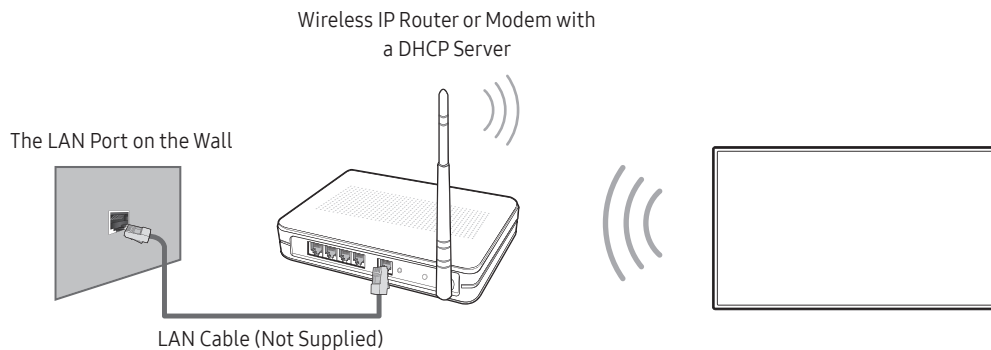 Wireless IP Router or Modem with
a DHCP Server
The LAN Port on the Wall
LAN Cable (Not Supplied)